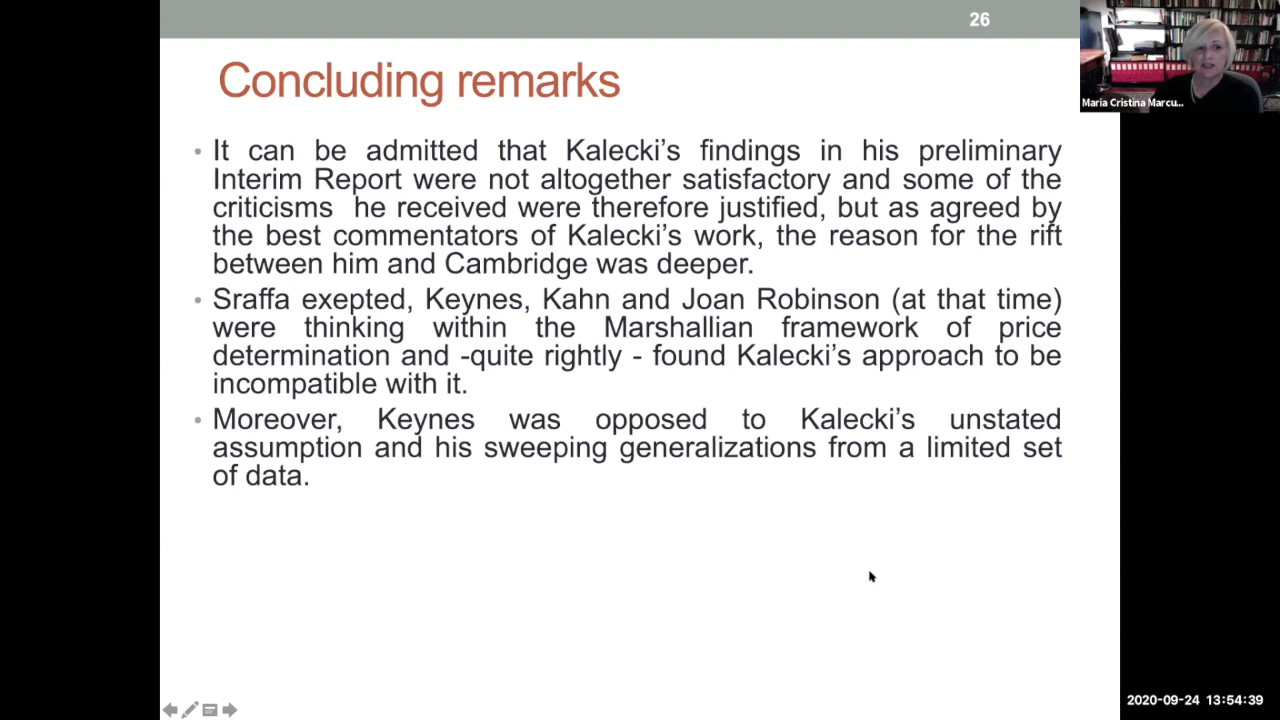 26
Maria Cristina Marcu...
Concluding remarks
• It can be admitted that Kalecki's findings in his preliminary
Interim Report were not altogether satisfactory and some of the
criticisms he received were therefore justified, but as agreed by
the best commentators of Kalecki's work, the reason for the rift
between him and Cambridge was deeper.
• Sraffa exepted, Keynes, Kahn and Joan Robinson (at that time)
were thinking within the Marshallian framework of price
determination and -quite rightly - found Kalecki's approach to be
incompatible with it.
• Moreover, Keynes was opposed to Kalecki's unstated
assumption and his sweeping generalizations from a limited set
of data.
2020-09-24 13:54:39